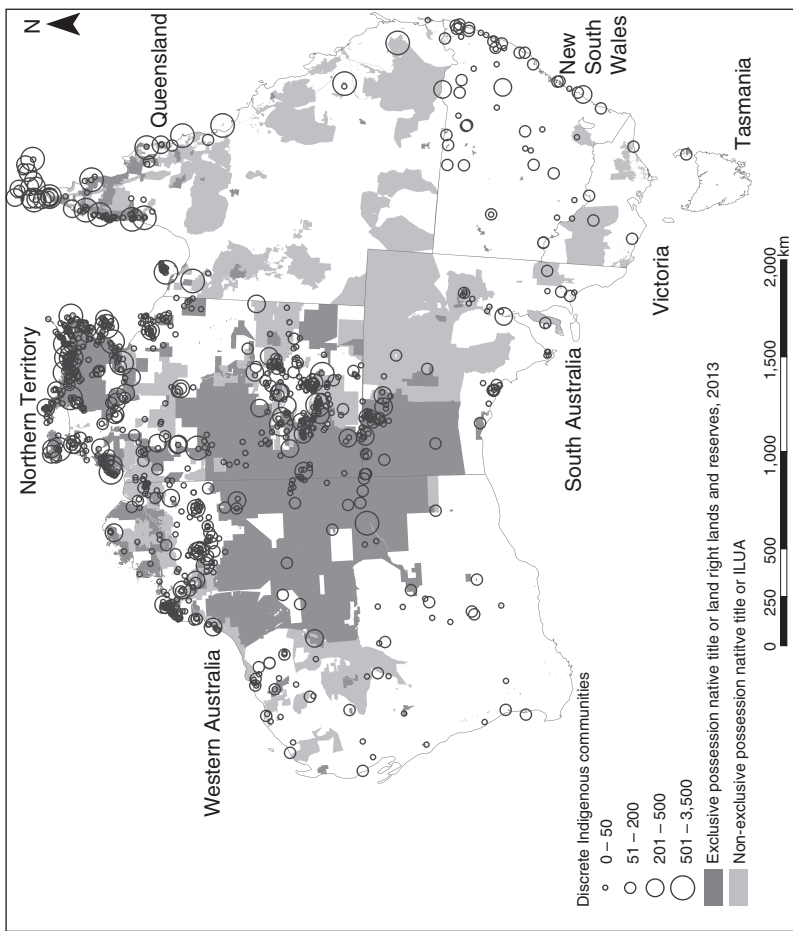 N
Northern Territory
Queensland
Western Australia
South Australia
New
South
Wales
Victoria
Tasmania
Discrete Indigenous communities
0 – 50
51 – 200
201 – 500
501 – 3,500
Exclusive possession native title or land right lands and reserves, 2013
Non-exclusive possession natitve title or ILUA
0 250 500 1,000 1,500 2,000
km